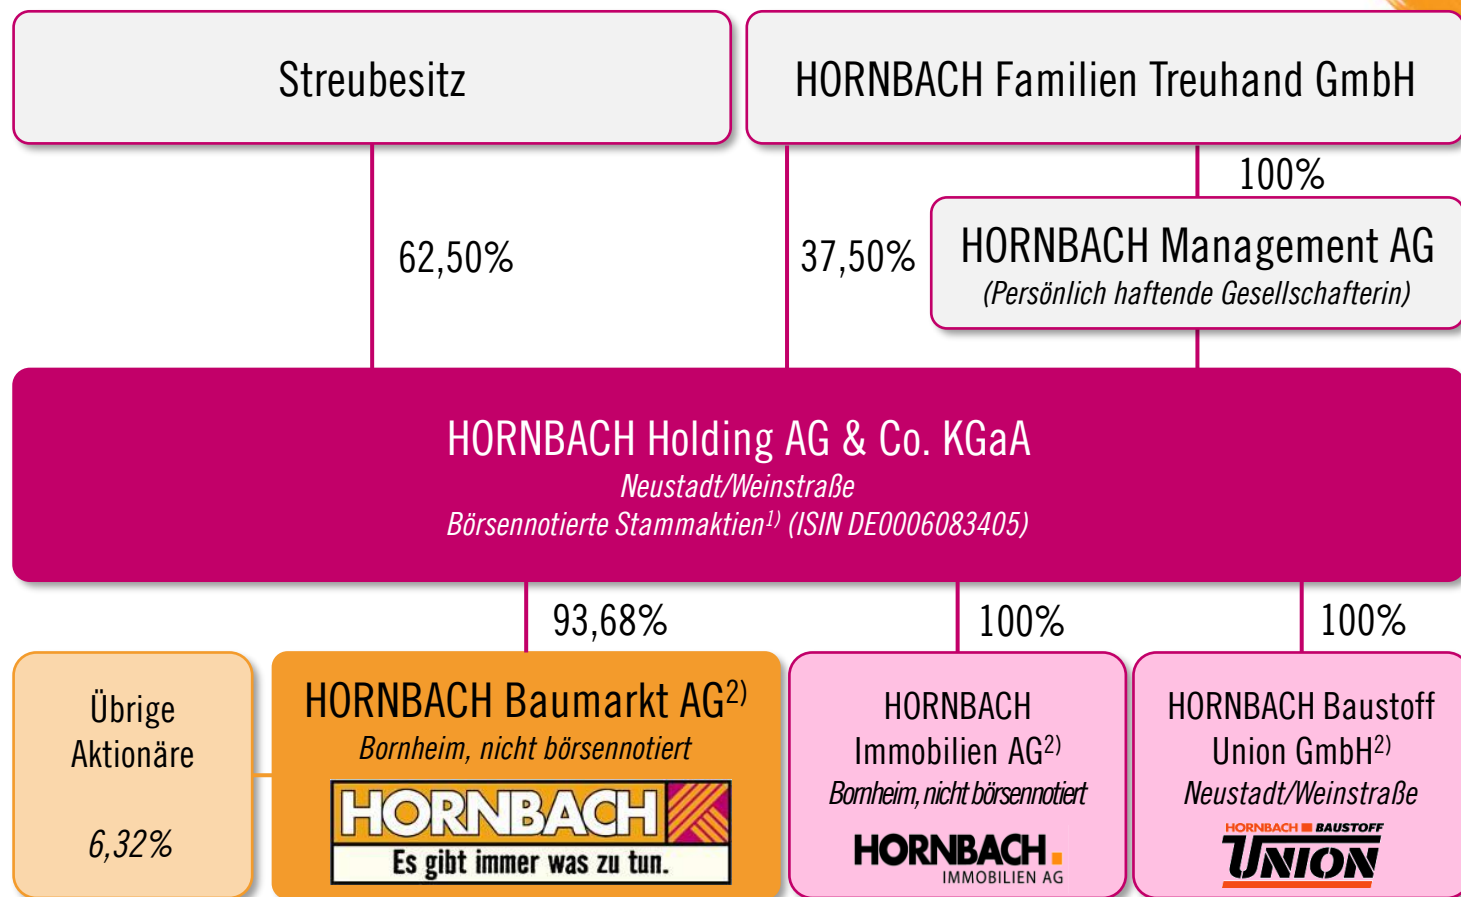 Streubesitz
HORNBACH Familien Treuhand GmbH
100%
62,50%
37,50%
HORNBACH Management AG
(Persönlich haftende Gesellschafterin)
HORNBACH Holding AG & Co. KGaA
Neustadt/Weinstraße
Börsennotierte Stammaktien1) (ISIN DE0006083405)
93,68%
100%
100%
Übrige
Aktionäre
6,32%
HORNBACH Baumarkt AG2)
Bornheim, nicht börsennotiert
HORNBACH
Es gibt immer was zu tun.
HORNBACH
Immobilien AG2)
Bornheim, nicht börsennotiert
HORNBACH
IMMOBILIEN AG
HORNBACH Baustoff
Union GmbH2)
Neustadt/Weinstraße
HORNBACH BAUSTOFF
UNION